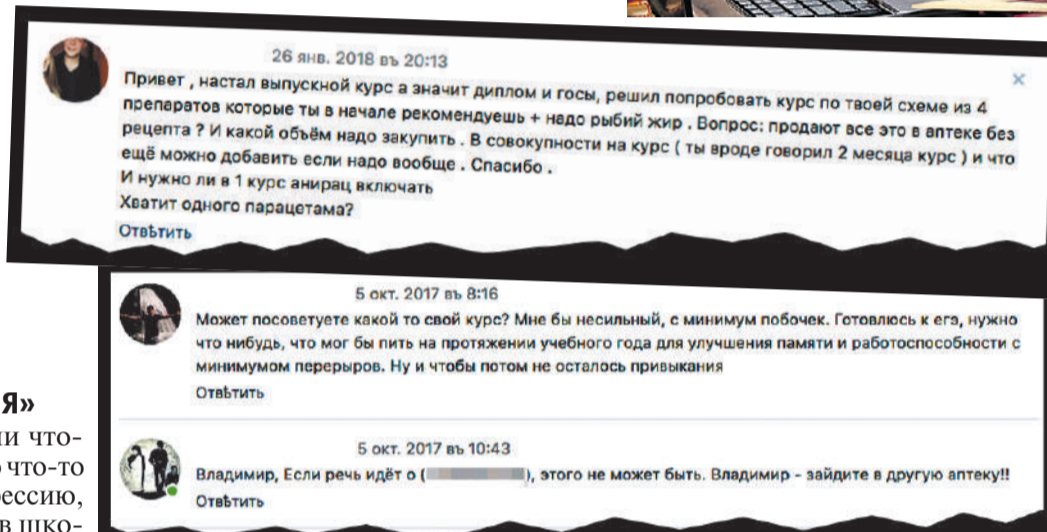 26 янв. 2018 въ 20:13
Привет , настал выпускной курс а значит диплом и госы, решил попробовать курс по твоей схеме из 4
препаратов которые ты в начале рекомендуешь + надо рыбий жир . Вопрос: продают все это в аптеке без
рецепта ? И какой объём надо закупить . В совокупности на курс ( ты вроде говорил 2 месяца курс ) и что
ещё можно добавить если надо вообще . Спасибо .
И нужно ли в 1 курс анирац включать
Хватит одного парацетама?
Отвѣтить
5 окт. 2017 въ 8:16
Может посоветуете какой то свой курс? Мне бы несильный, с минимум побочек. Готовлюсь к егэ, нужно
что нибудь, что мог бы пить на протяжении учебного года для улучшения памяти и работоспособности с
минимумом перерыров. Ну и чтобы потом не осталось привыкания
Отвѣтить
5 окт. 2017 въ 10:43
Владимир, Если речь идёт о ( ), этого не может быть. Владимир - зайдите в другую аптеку!!
Отвѣтить
Я»
ли что-
о что-то
рессию,
в шко-